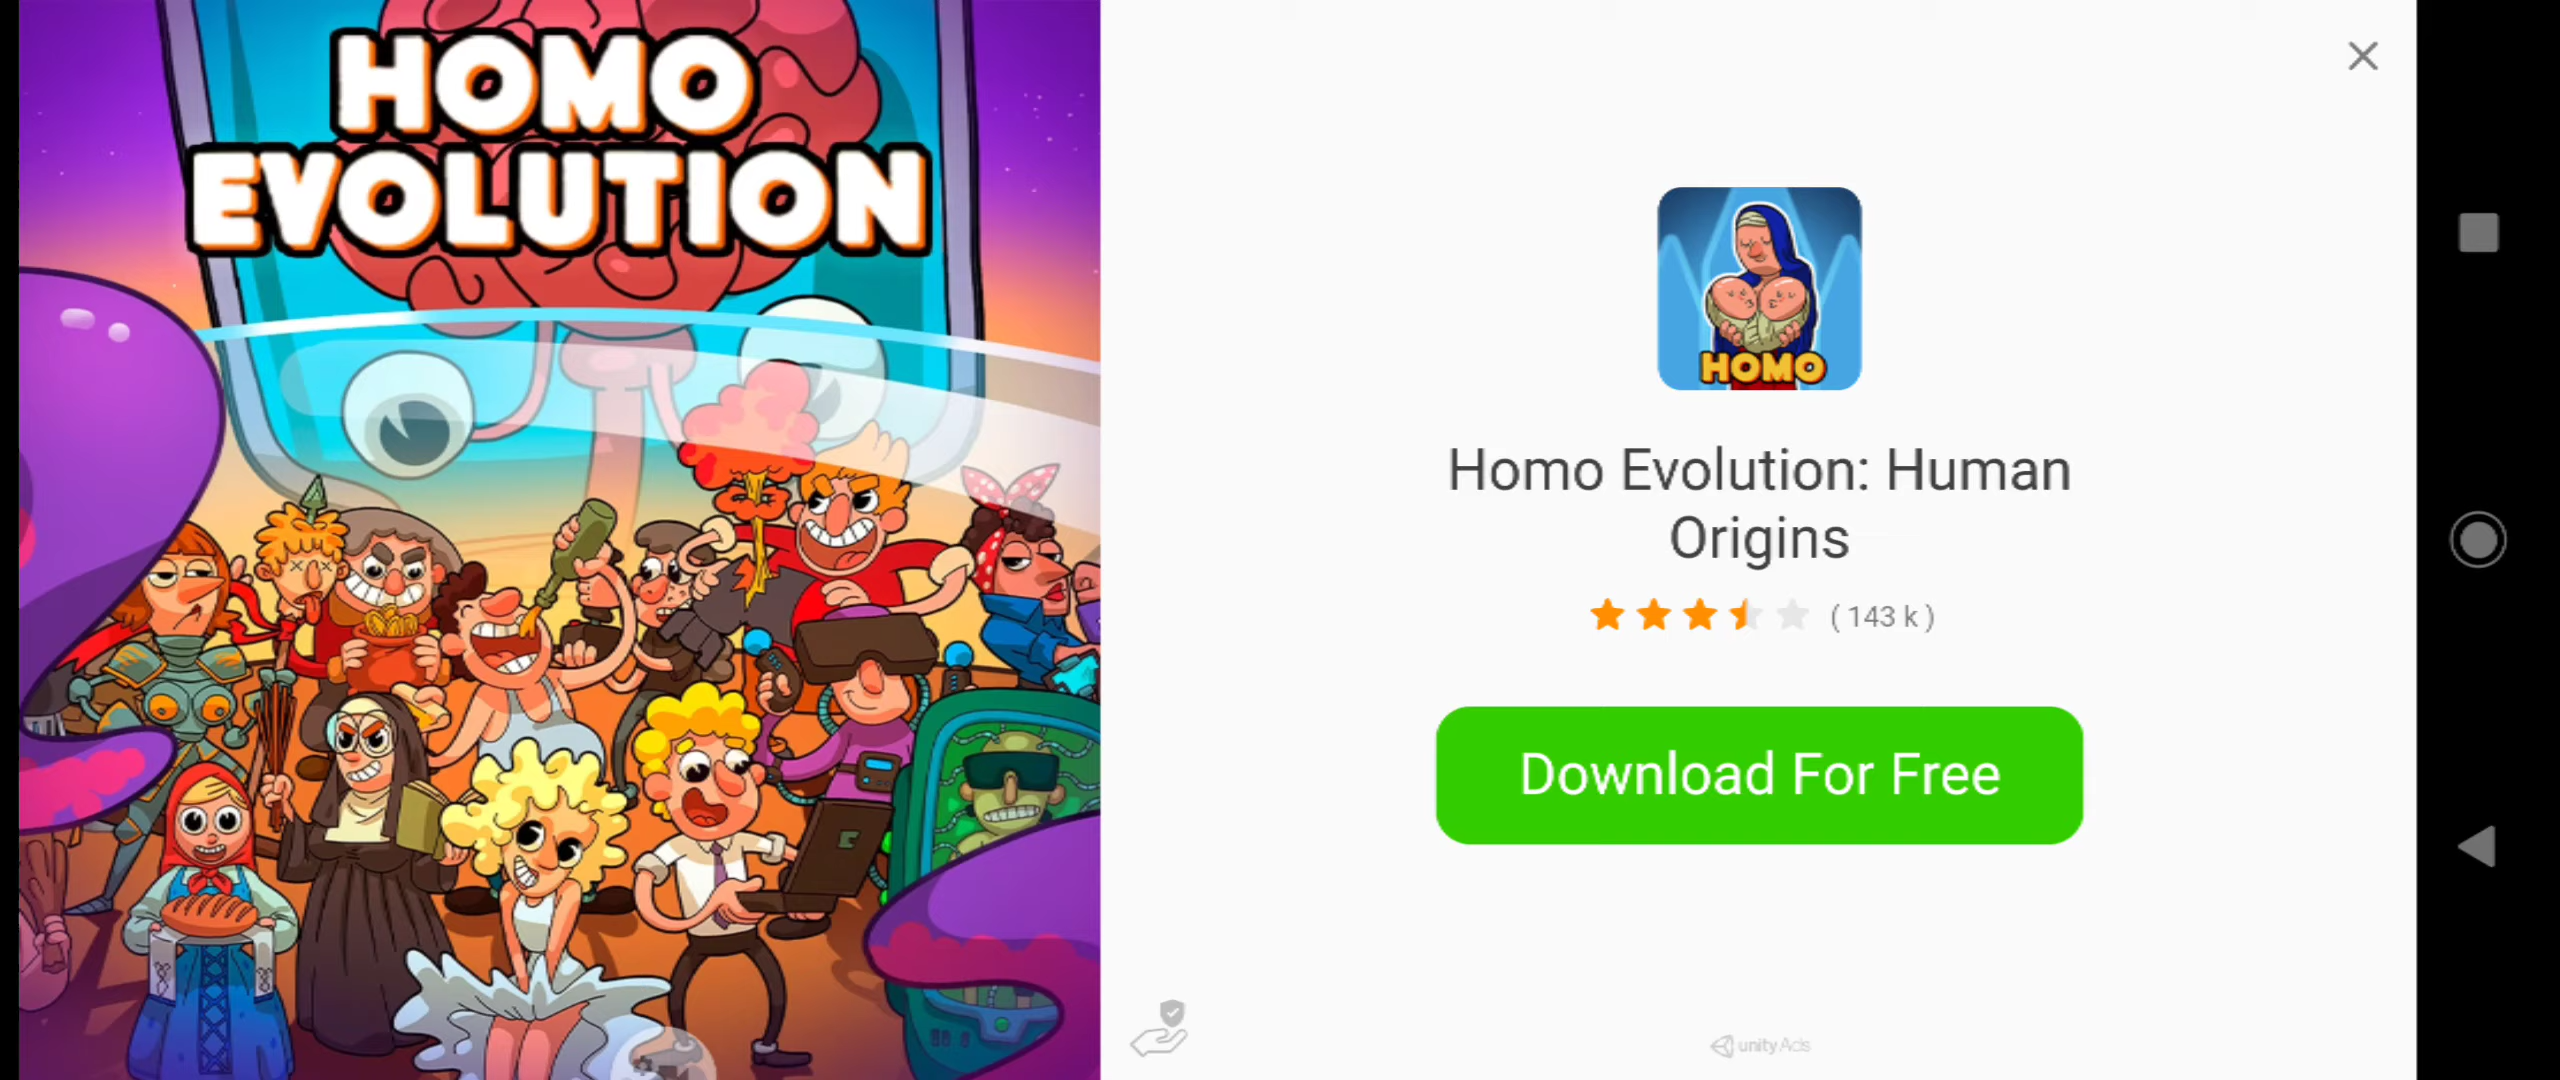 HOMO
EVOLUTION
HOMO
Homo Evolution: Human
Origins
( 143 k )
Download For Free
unity Ads